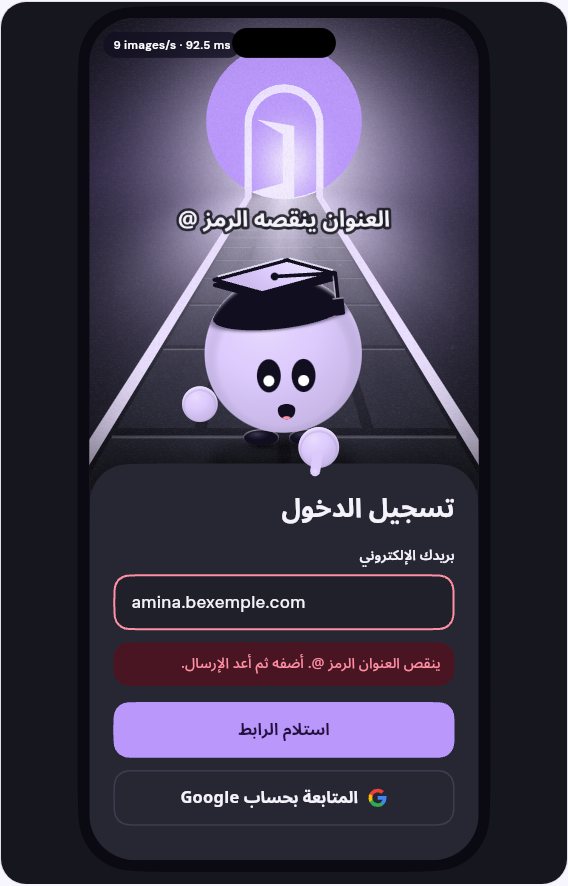 9 images/s · 92.5 ms
العنوان ينقصه الرمز @
تسجيل الدخول
بريدك الإلكتروني
amina.bexemple.com
ينقص العنوان الرمز @. أضفه ثم أعد الإرسال.
استلام الرابط
المتابعة بحساب Google